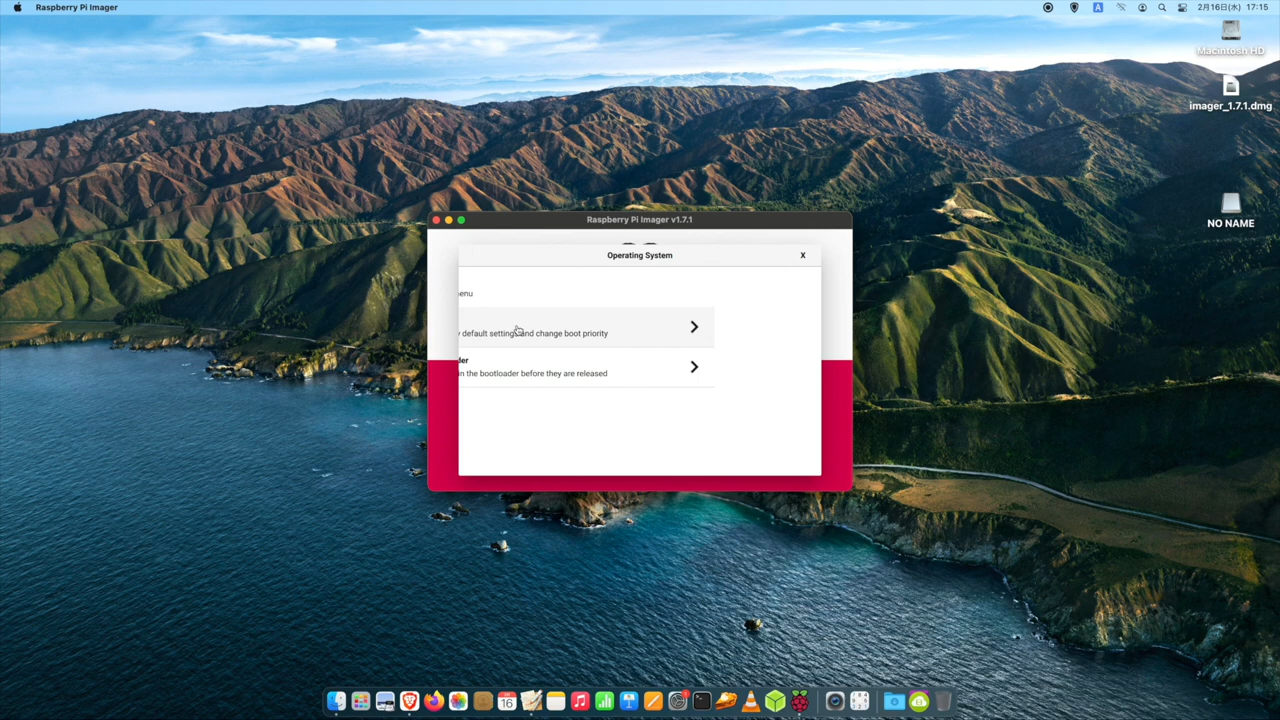 Raspberry Pi Imager
A
2月16日(水) 17:15
Macintosh HD
imager_1.7.1.dmg
NO NAME
Raspberry Pi Imager v1.7.1
Operating System
X
enu
y default settings and change boot priority
der
in the bootloader before they are released
16